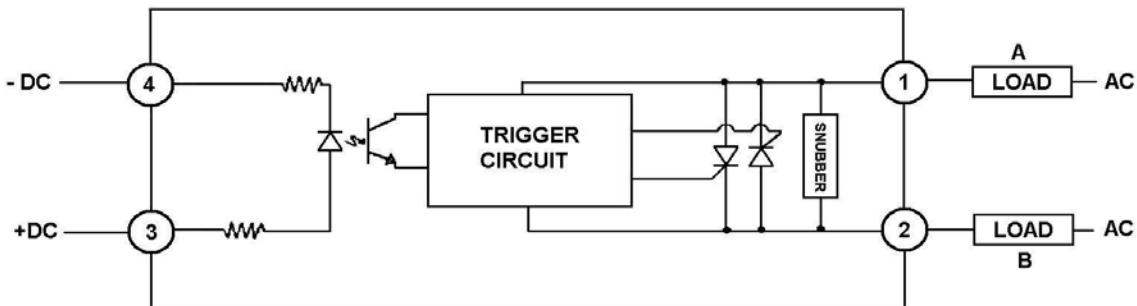 A
- DC
4
1
LOAD
AC
TRIGGER
CIRCUIT
SNUBBER
+DC
3
2
LOAD
AC
B